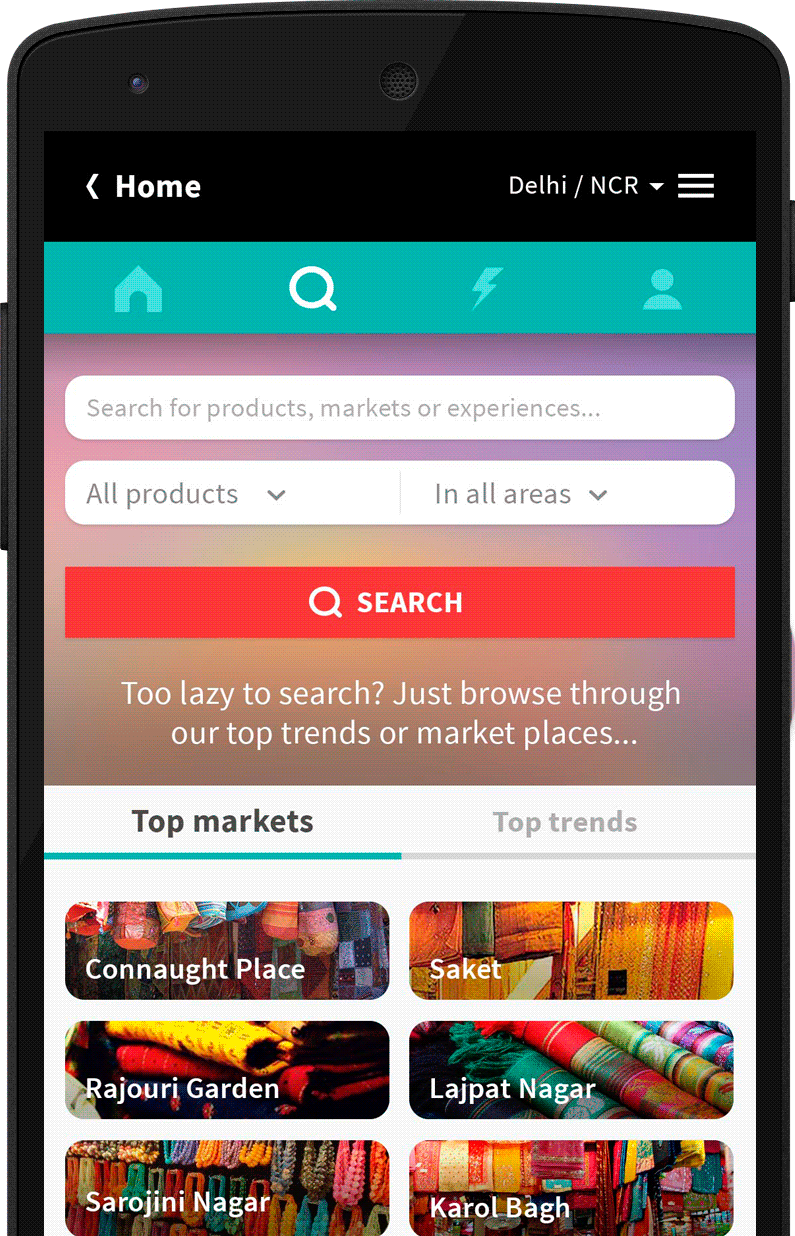 Home
Delhi / NCR
Search for products, markets or experiences...
All products
In all areas
SEARCH
Too lazy to search? Just browse through
our top trends or market places...
Top markets
Top trends
Connaught Place
Saket
Rajouri Garden
Lajpat Nagar
Sarojini Nagar
Karol Bagh